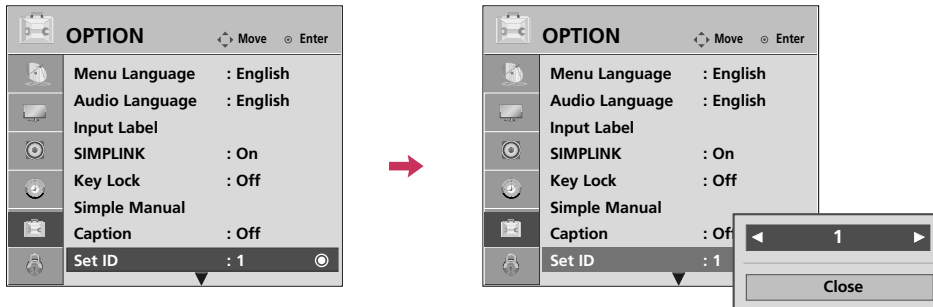 OPTION Move Enter
Menu Language : English
Audio Language : English
Input Label
SIMPLINK : On
Key Lock : Off
Simple Manual
Caption : Off
Set ID : 1
OPTION Move Enter
Menu Language : English
Audio Language : English
Input Label
SIMPLINK : On
Key Lock : Off
Simple Manual
Caption : Of
Set ID : 1
1
Close